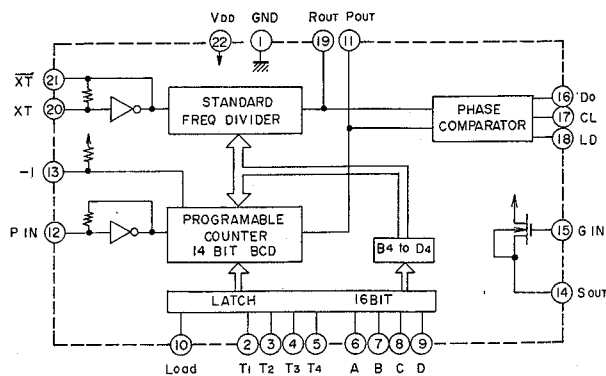 VDD GND ROUT POUT
22 1 19 11
21 XT
20 XT
STANDARD
FREQ DIVIDER
PHASE
COMPARATOR
16 Do
17 CL
18 LD
13 -1
12 P IN
PROGRAMABLE
COUNTER
14 BIT BCD
B4 to D4
15 G IN
14 SOUT
LATCH 16BIT
10 2 3 4 5 6 7 8 9
Load T1 T2 T3 T4 A B C D